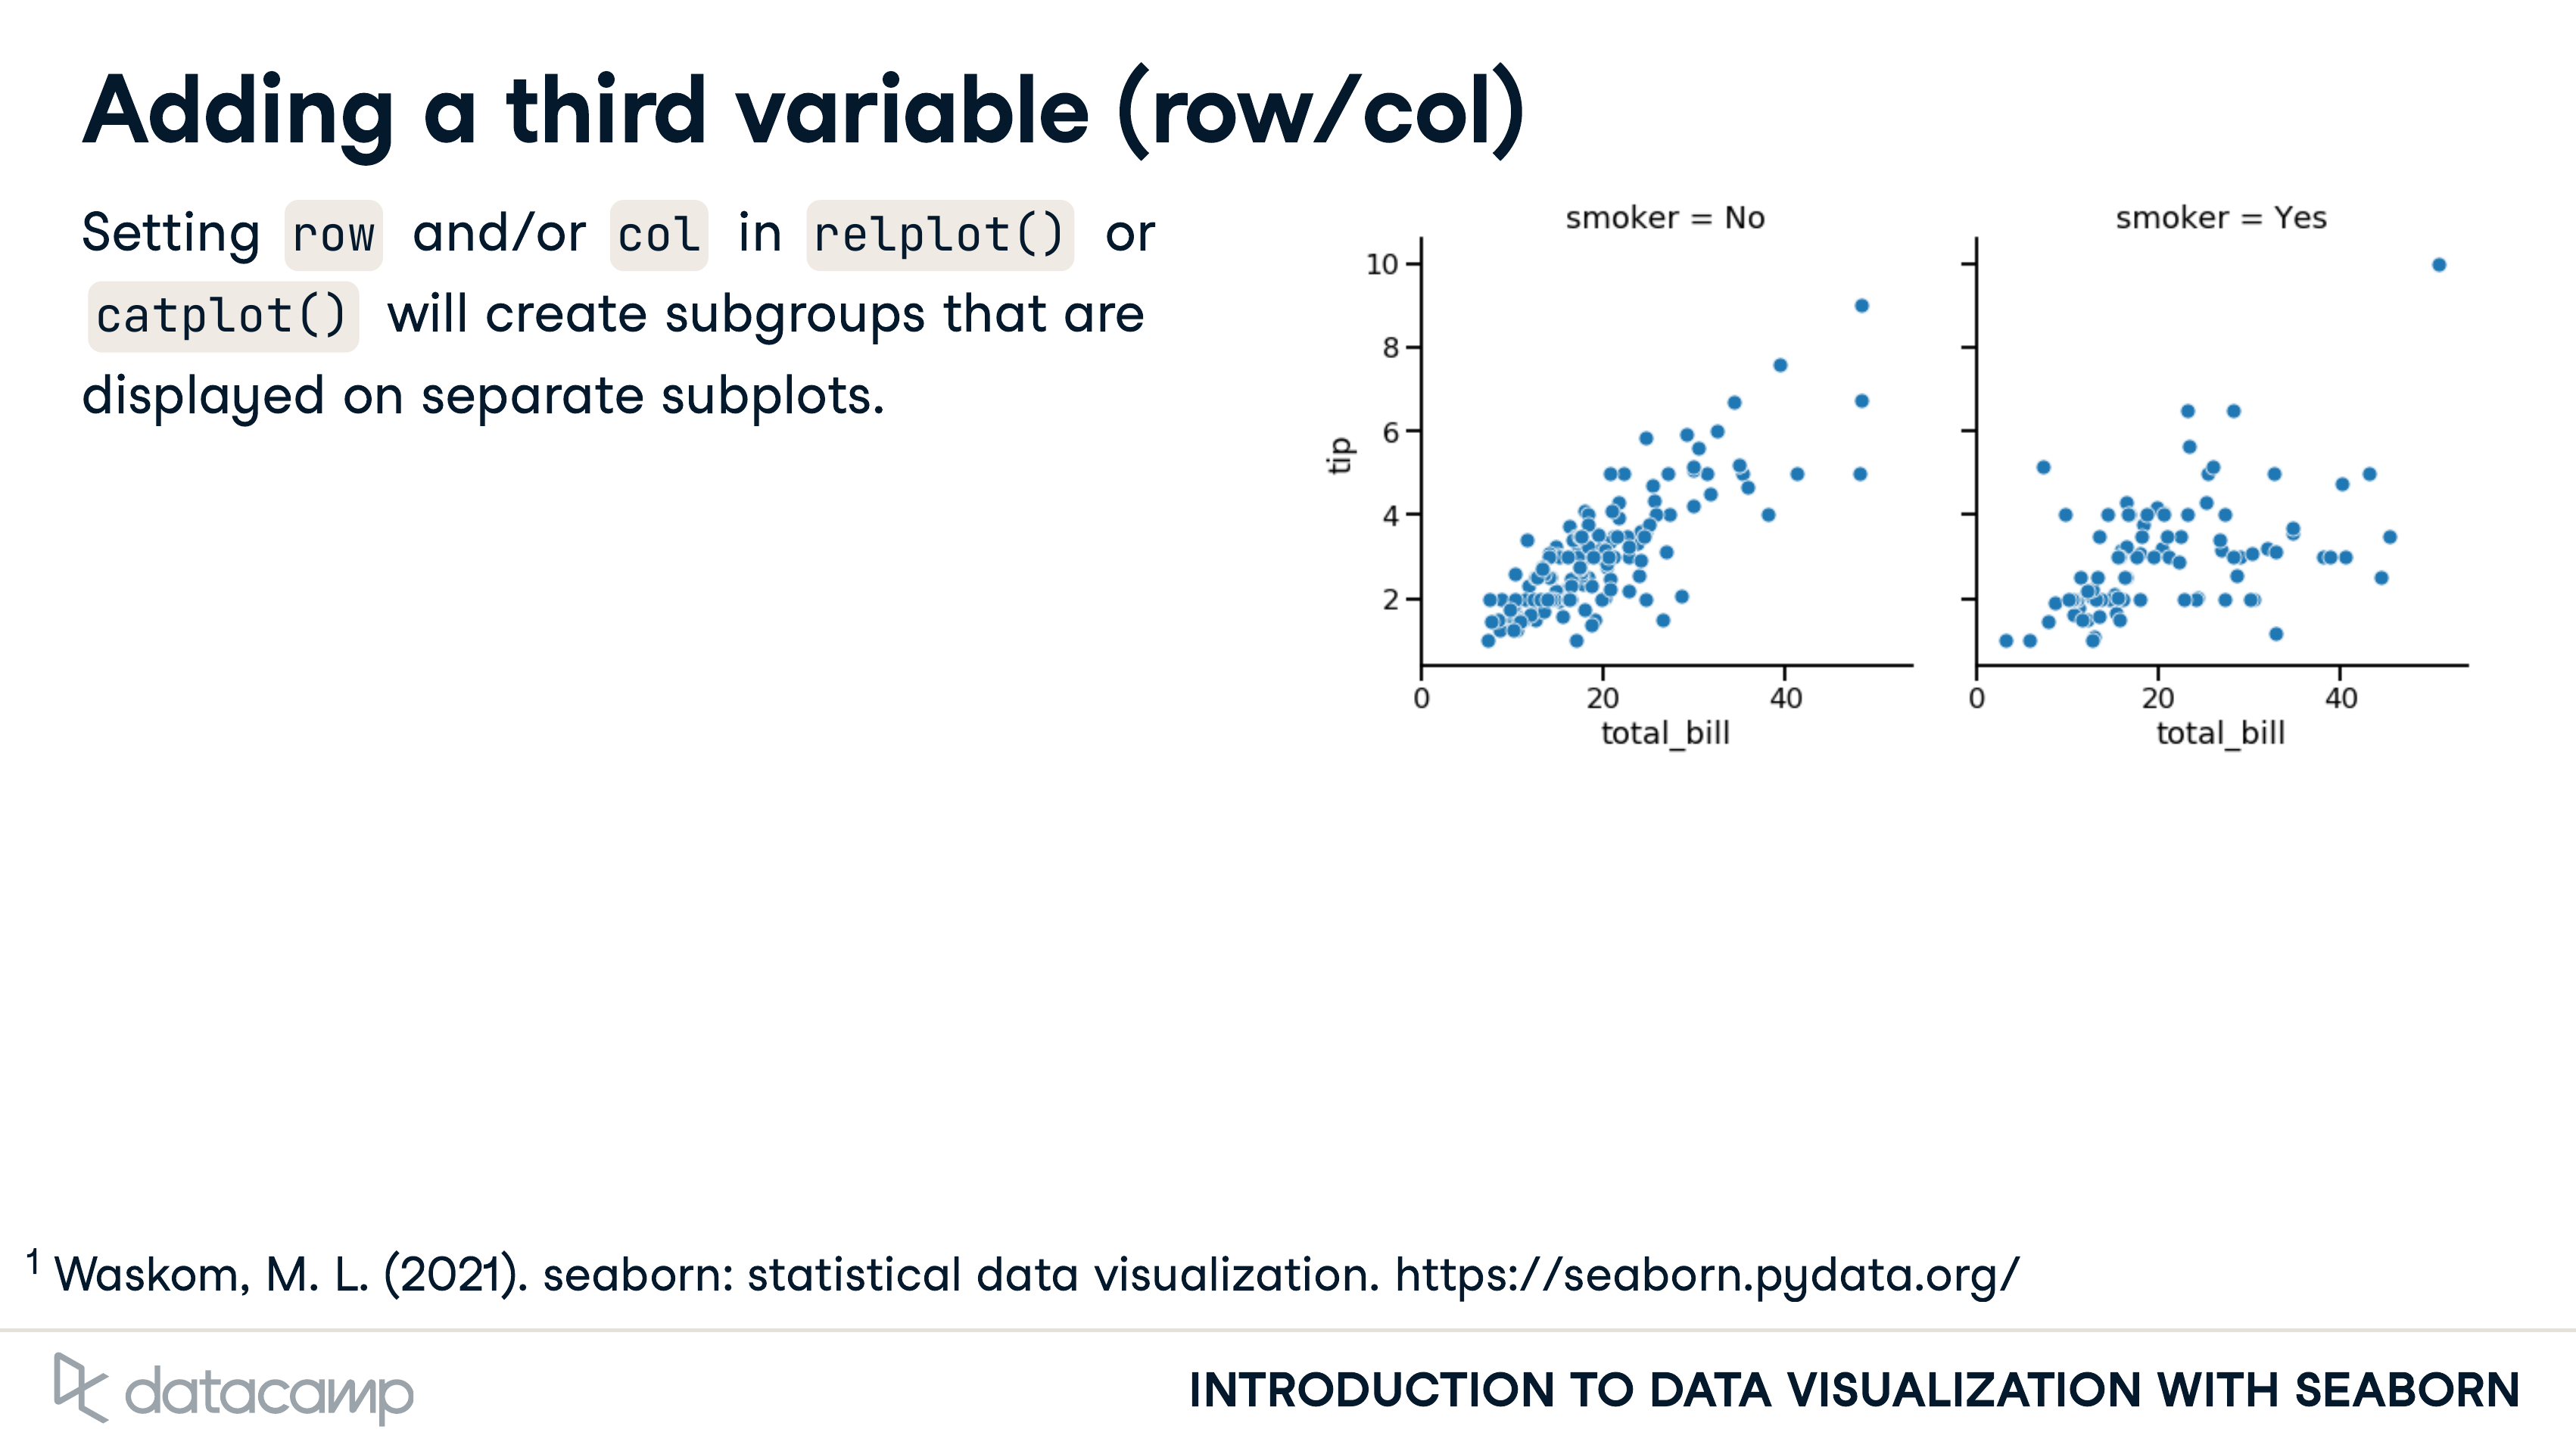 Adding a third variable (row/col)
Setting row and/or col in relplot() or
catplot() will create subgroups that are
displayed on separate subplots.
smoker = No
smoker = Yes
10
8
6
4
2
tip
0 20 40
0 20 40
total_bill
total_bill
1 Waskom, M. L. (2021). seaborn: statistical data visualization. https://seaborn.pydata.org/
datacamp
INTRODUCTION TO DATA VISUALIZATION WITH SEABORN